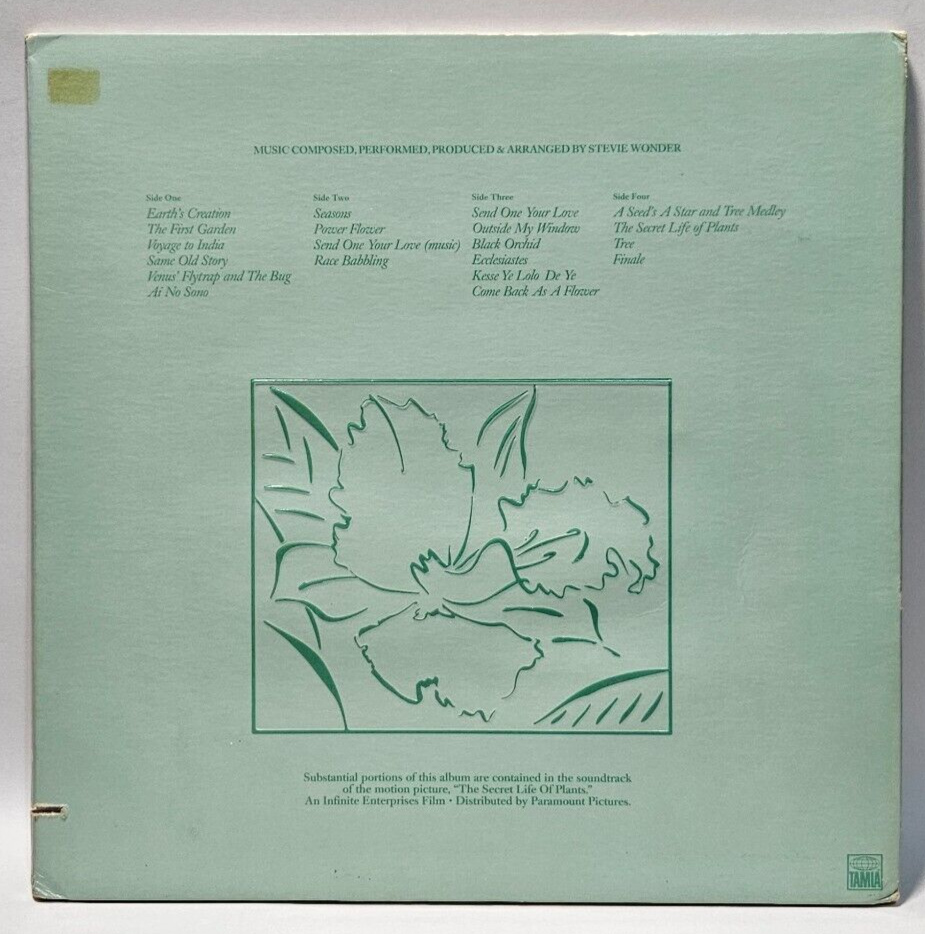 MUSIC COMPOSED, PERFORMED, PRODUCED & ARRANGED BY STEVIE WONDER
Side One
Earth's Creation
The First Garden
Voyage to India
Same Old Story
Venus' Flytrap and The Bug
Ai No Sono
Side Two
Seasons
Power Flower
Send One Your Love (music)
Race Babbling
Side Three
Send One Your Love
Outside My Window
Black Orchid
Ecclesiastes
Kesse Ye Lolo De Ye
Come Back As A Flower
Side Four
A Seed's A Star and Tree Medley
The Secret Life of Plants
Tree
Finale
Substantial portions of this album are contained in the soundtrack
of the motion picture, "The Secret Life Of Plants."
An Infinite Enterprises Film • Distributed by Paramount Pictures.
TAMLA